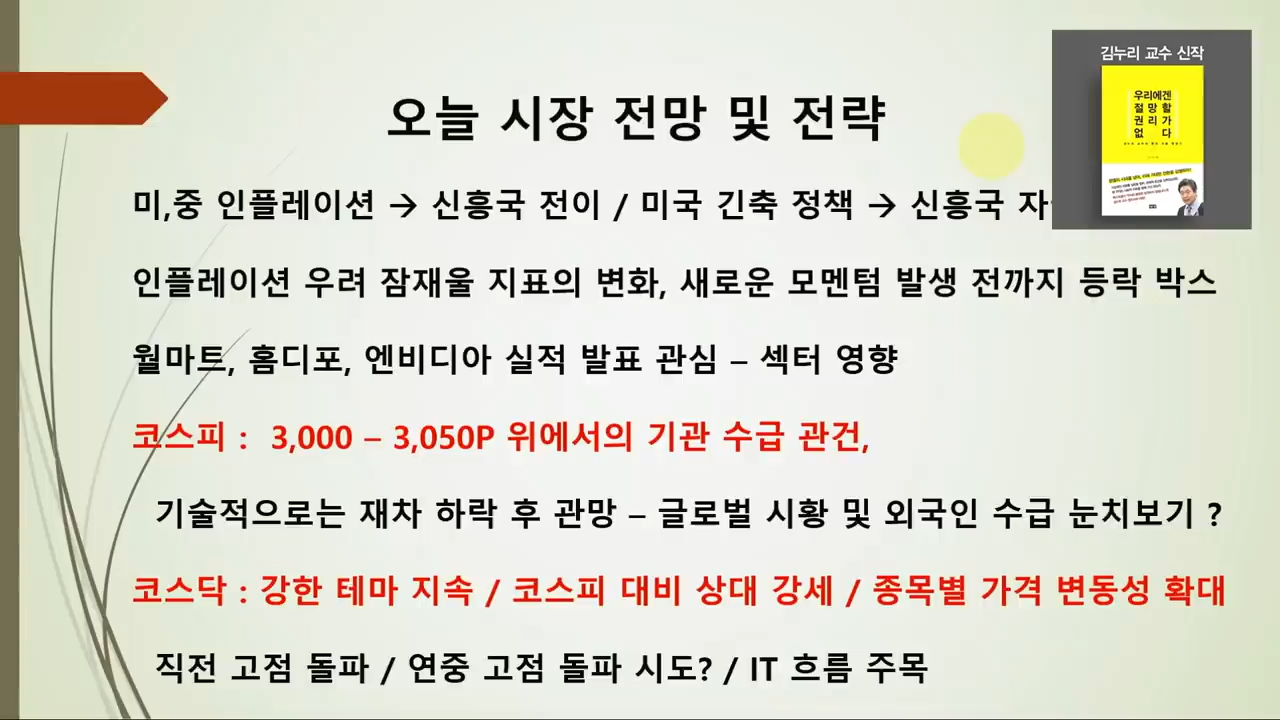 김누리 교수 신작
우리에겐
절망할
권리가
없다
오늘 시장 전망 및 전략
미,중 인플레이션 → 신흥국 전이 / 미국 긴축 정책 → 신흥국
인플레이션 우려 잠재울 지표의 변화, 새로운 모멘텀 발생 전까지 등락 박스
월마트, 홈디포, 엔비디아 실적 발표 관심 – 섹터 영향
코스피 : 3,000 – 3,050P 위에서의 기관 수급 관건,
기술적으로는 재차 하락 후 관망 – 글로벌 시황 및 외국인 수급 눈치보기 ?
코스닥 : 강한 테마 지속 / 코스피 대비 상대 강세 / 종목별 가격 변동성 확대
직전 고점 돌파 / 연중 고점 돌파 시도? / IT 흐름 주목